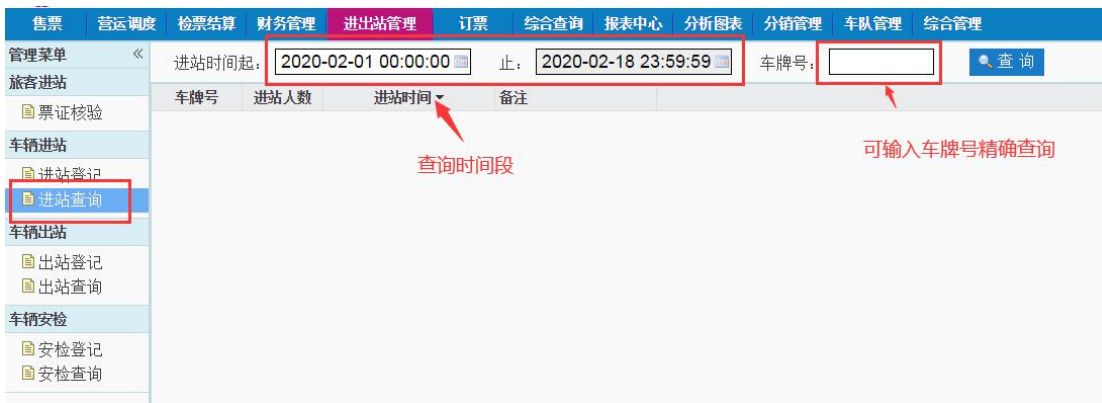 售票 营运调度 检票结算 财务管理 进出站管理 订票 综合查询 报表中心 分析图表 分销管理 车队管理 综合管理
管理菜单 «
进站时间起: 2020-02-01 00:00:00 止: 2020-02-18 23:59:59 车牌号: 查询
旅客进站
车牌号 进站人数 进站时间 备注
票证核验
车辆进站
查询时间段
可输入车牌号精确查询
进站登记
进站查询
车辆出站
出站登记
出站查询
车辆安检
安检登记
安检查询